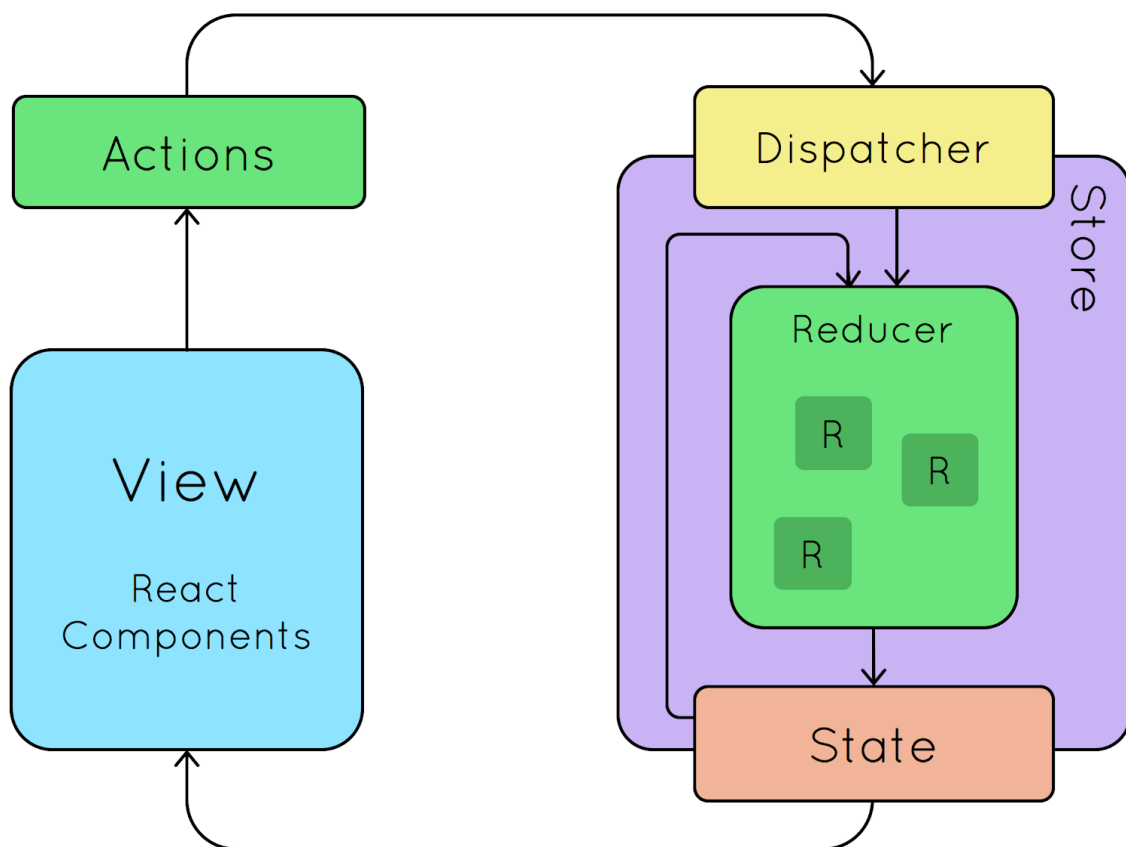 Actions
Dispatcher
Store
Reducer
R
R
R
View
React
Components
State